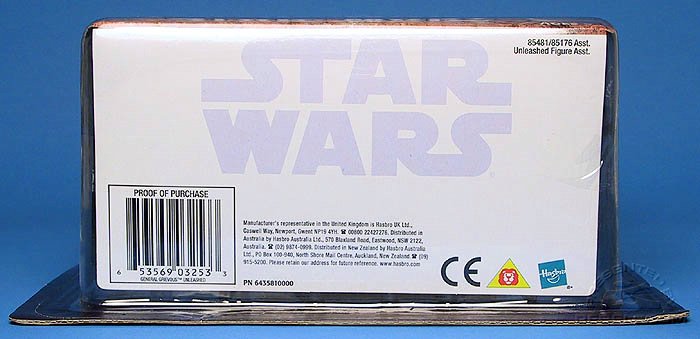 85481/85176 Asst.
Unleashed Figure Asst.
STAR
WARS
PROOF OF PURCHASE
6 53569 03253 3
GENERAL GRIEVOUS™ UNLEASHED
Manufacturer's representative in the United Kingdom is Hasbro UK Ltd.,
Caswell Way, Newport, Gwent NP19 4YH. ☎ 00800 22427276. Distributed in
Australia by Hasbro Australia Ltd., 570 Blaxland Road, Eastwood, NSW 2122,
Australia. ☎ (02) 9874-0999. Distributed in New Zealand by Hasbro Australia
Ltd., PO Box 100-940, North Shore Mail Centre, Auckland, New Zealand. ☎ (09)
915-5200. Please retain our address for future reference. www.hasbro.com
PN 6435810000
CE
Hasbro